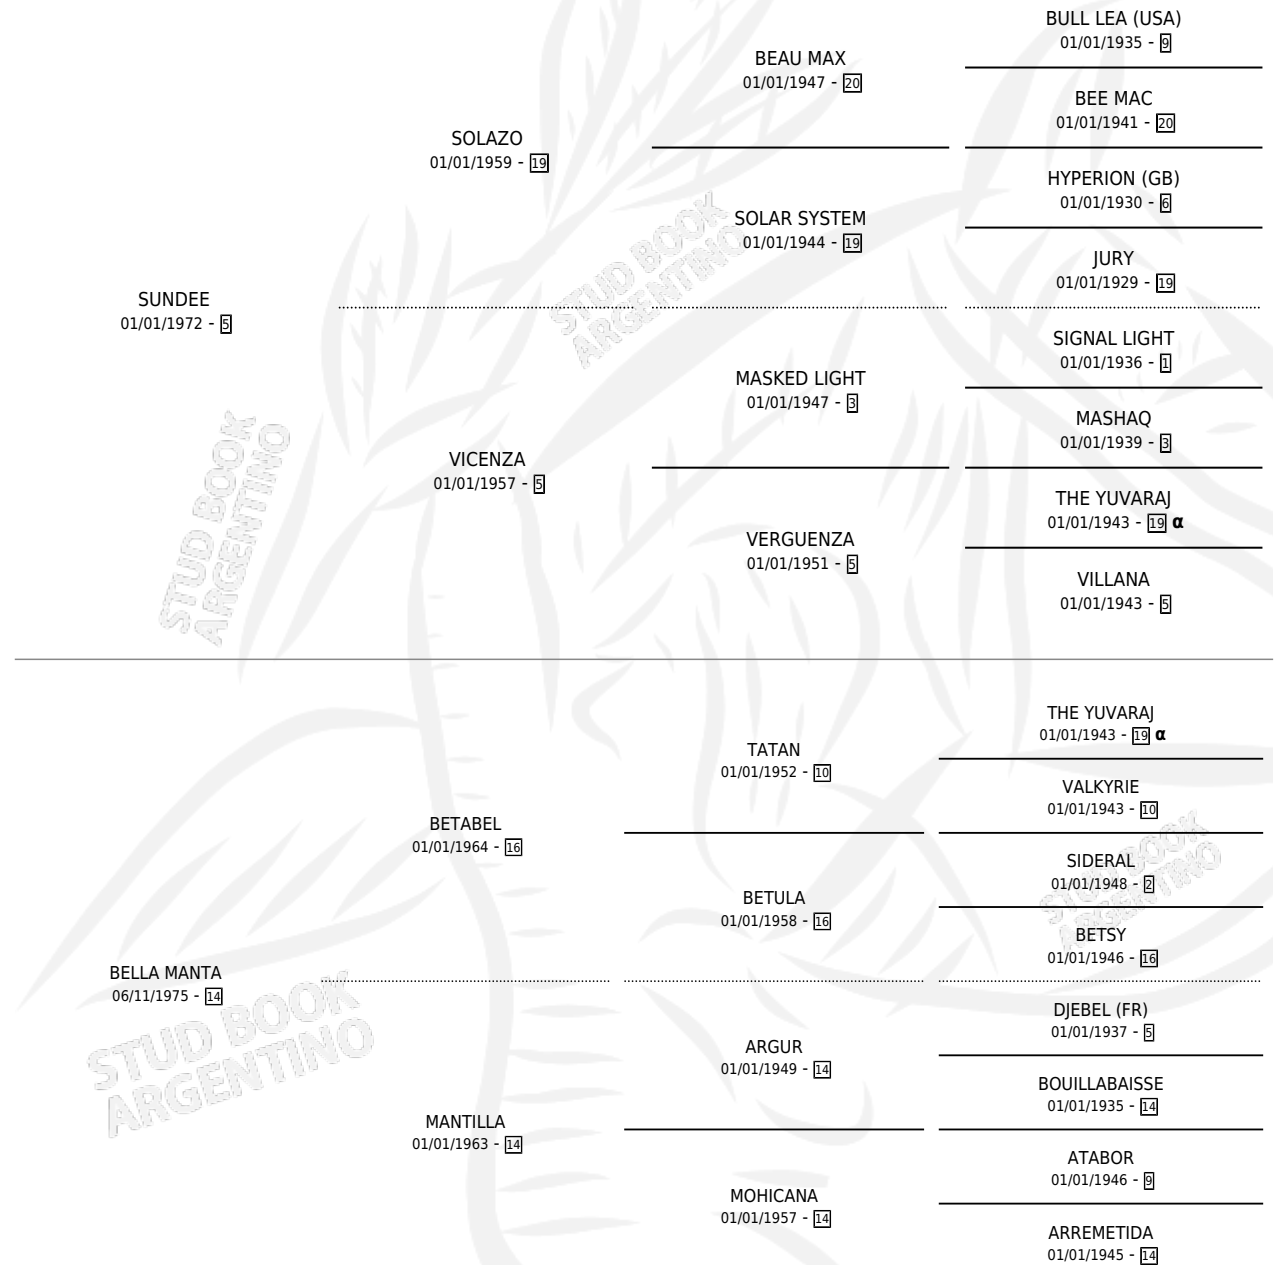 BULL LEA (USA)
01/01/1935 - 9
BEAU MAX
01/01/1947 - 20
BEE MAC
01/01/1941 - 20
SOLAZO
01/01/1959 - 19
HYPERION (GB)
01/01/1930 - 6
SOLAR SYSTEM
01/01/1944 - 19
JURY
01/01/1929 - 19
SUNDEE
01/01/1972 - 5
SIGNAL LIGHT
01/01/1936 - 1
MASKED LIGHT
01/01/1947 - 3
MASHAQ
01/01/1939 - 3
VICENZA
01/01/1957 - 5
THE YUVARAJ
01/01/1943 - 19 α
VERGUENZA
01/01/1951 - 5
VILLANA
01/01/1943 - 5
THE YUVARAJ
01/01/1943 - 19 α
TATAN
01/01/1952 - 10
VALKYRIE
01/01/1943 - 10
BETABEL
01/01/1964 - 16
SIDERAL
01/01/1948 - 2
BETULA
01/01/1958 - 16
BETSY
01/01/1946 - 16
BELLA MANTA
06/11/1975 - 14
DJEBEL (FR)
01/01/1937 - 5
ARGUR
01/01/1949 - 14
BOUILLABAISSE
01/01/1935 - 14
MANTILLA
01/01/1963 - 14
ATABOR
01/01/1946 - 9
MOHICANA
01/01/1957 - 14
ARREMETIDA
01/01/1945 - 14
STUD BOOK
ARGENTINO
STUD BOOK
ARGENTINO
STUD BOOK
ARGENTINO
STUD BOOK
ARGENTINO